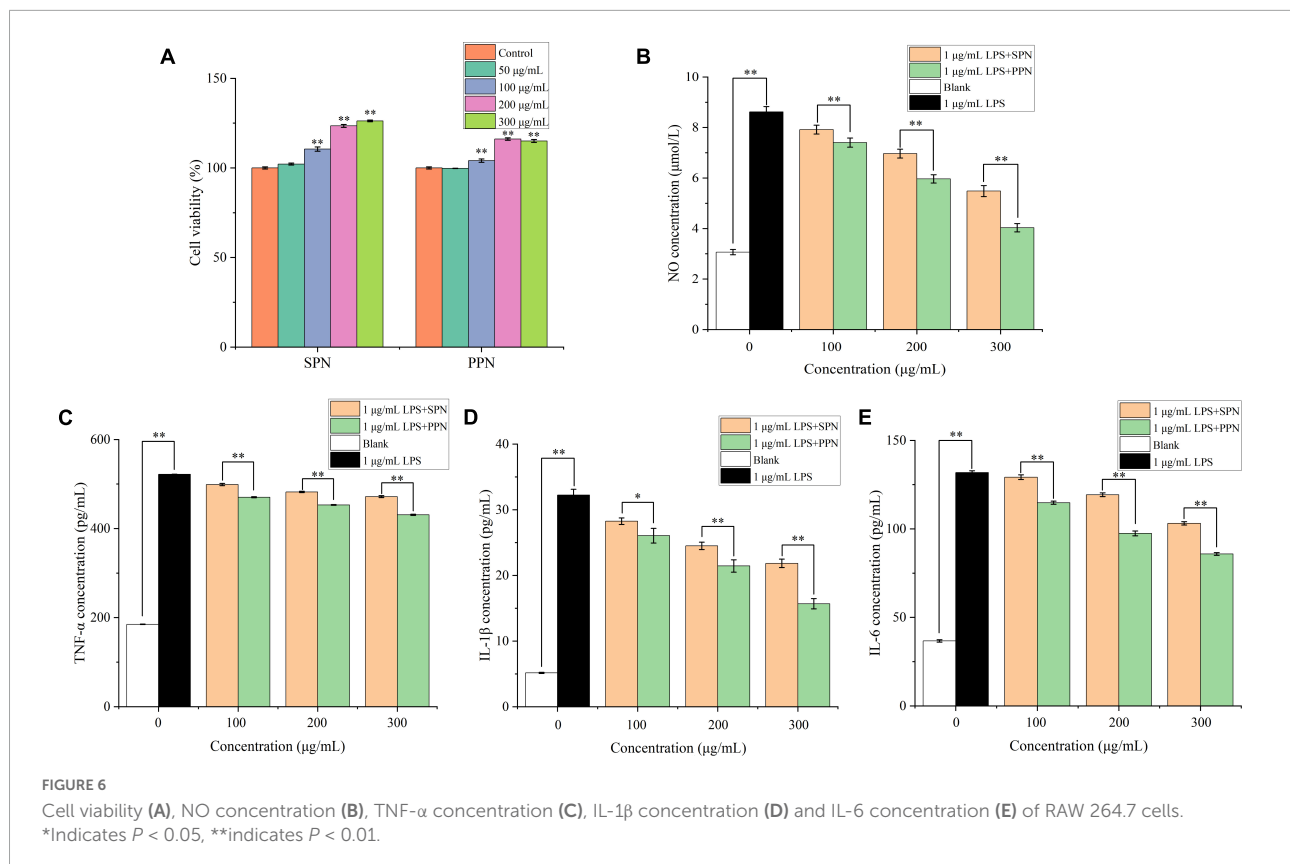 A
Control
50 μg/mL
100 μg/mL
200 μg/mL
300 μg/mL
Cell viability (%)
150
100
50
0
**
**
**
**
**
**
SPN
PPN
B
1 μg/mL LPS+SPN
1 μg/mL LPS+PPN
Blank
1 μg/mL LPS
NO concentration (μmol/L)
10
8
6
4
2
0
**
**
**
**
0
100
200
300
Concentration (μg/mL)
C
1 μg/mL LPS+SPN
1 μg/mL LPS+PPN
Blank
1 μg/mL LPS
TNF-α concentration (pg/mL)
600
400
200
0
**
**
**
**
0
100
200
300
Concentration (μg/mL)
D
1 μg/mL LPS+SPN
1 μg/mL LPS+PPN
Blank
1 μg/mL LPS
IL-1β concentration (pg/mL)
40
30
20
10
0
**
*
**
**
0
100
200
300
Concentration (μg/mL)
E
1 μg/mL LPS+SPN
1 μg/mL LPS+PPN
Blank
1 μg/mL LPS
IL-6 concentration (pg/mL)
150
100
50
0
**
**
**
**
0
100
200
300
Concentration (μg/mL)
FIGURE 6
Cell viability (A), NO concentration (B), TNF-α concentration (C), IL-1β concentration (D) and IL-6 concentration (E) of RAW 264.7 cells.
*Indicates P < 0.05, **indicates P < 0.01.